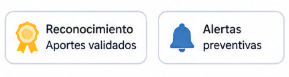 Reconocimiento
Aportes validados
Alertas
preventivas